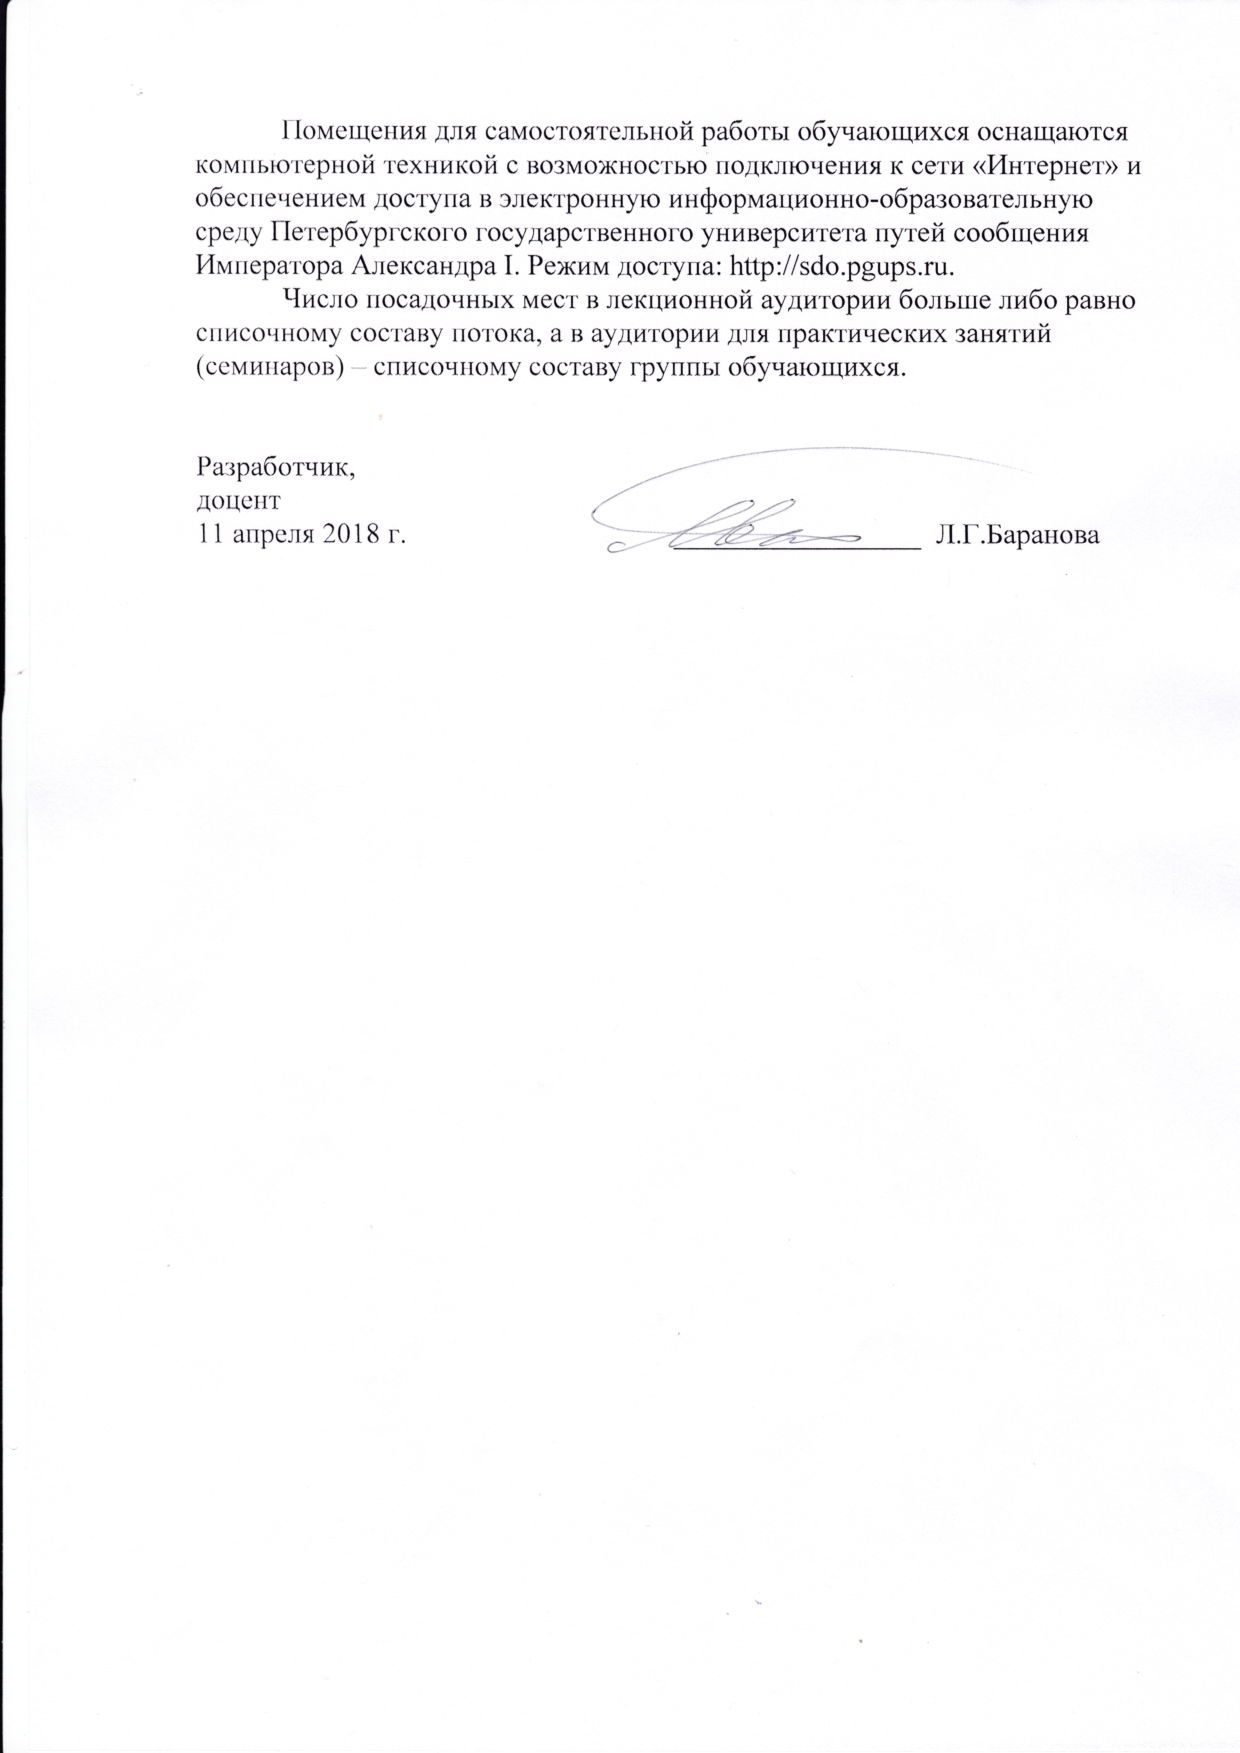 Помещения для самостоятельной работы обучающихся оснащаются
компьютерной техникой с возможностью подключения к сети «Интернет» и
обеспечением доступа в электронную информационно-образовательную
среду Петербургского государственного университета путей сообщения
Императора Александра I. Режим доступа: http://sdo.pgups.ru.
Число посадочных мест в лекционной аудитории больше либо равно
списочному составу потока, а в аудитории для практических занятий
(семинаров) – списочному составу группы обучающихся.
Разработчик,
доцент
11 апреля 2018 г. Л.Г.Баранова